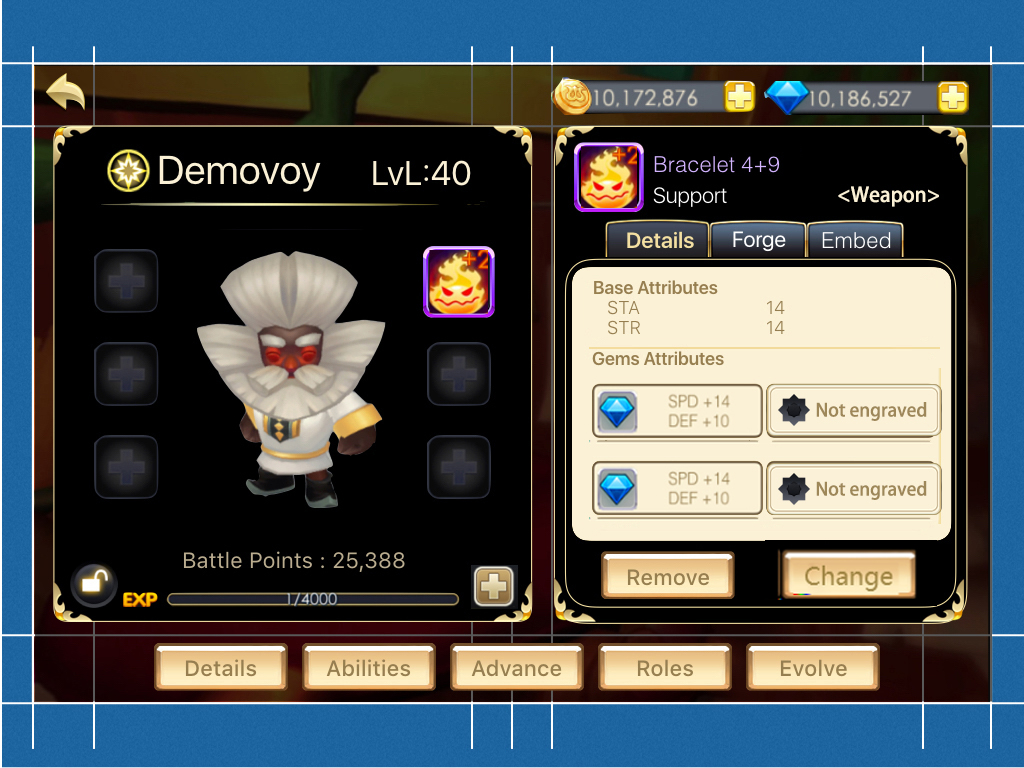 10,172,876
10,186,527
Demovoy LvL:40
+2
Battle Points : 25,388
EXP 1/4000
+2
Bracelet 4+9
Support <Weapon>
Details Forge Embed
Base Attributes
STA 14
STR 14
Gems Attributes
SPD +14
DEF +10
Not engraved
SPD +14
DEF +10
Not engraved
Remove Change
Details Abilities Advance Roles Evolve